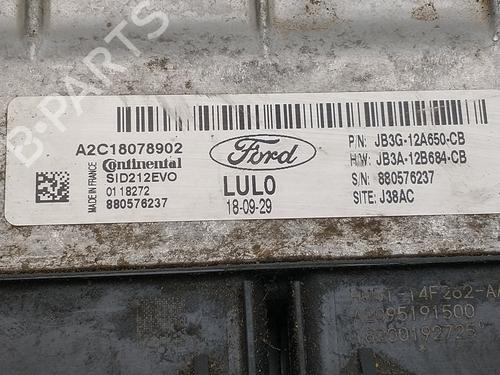 B-PARTS
A2C18078902
Continental
SID212EVO
0118272
880576237
MADE IN FRANCE
Ford
LULO
18-09-29
P/N: JB3G-12A650-CB
H/W: JB3A-12B684-CB
S/N: 880576237
SITE: J38AC
14F262-A